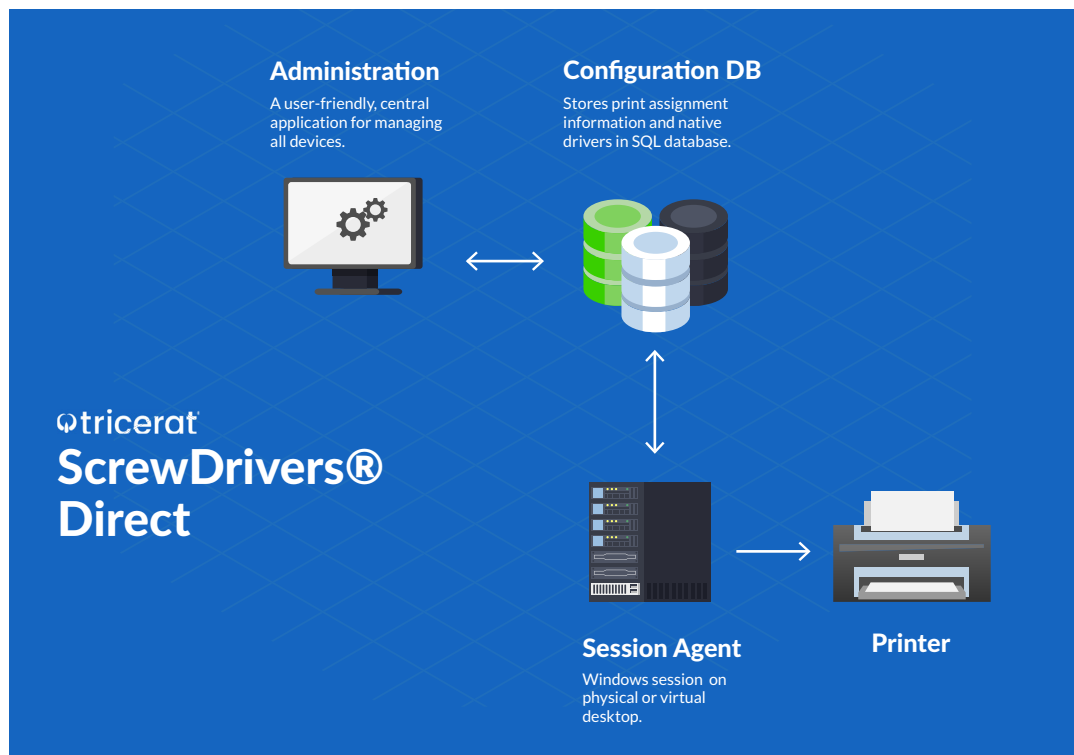 Administration
A user-friendly, central
application for managing
all devices.
Configuration DB
Stores print assignment
information and native
drivers in SQL database.
tricerat
ScrewDrivers®
Direct
Session Agent
Windows session on
physical or virtual
desktop.
Printer